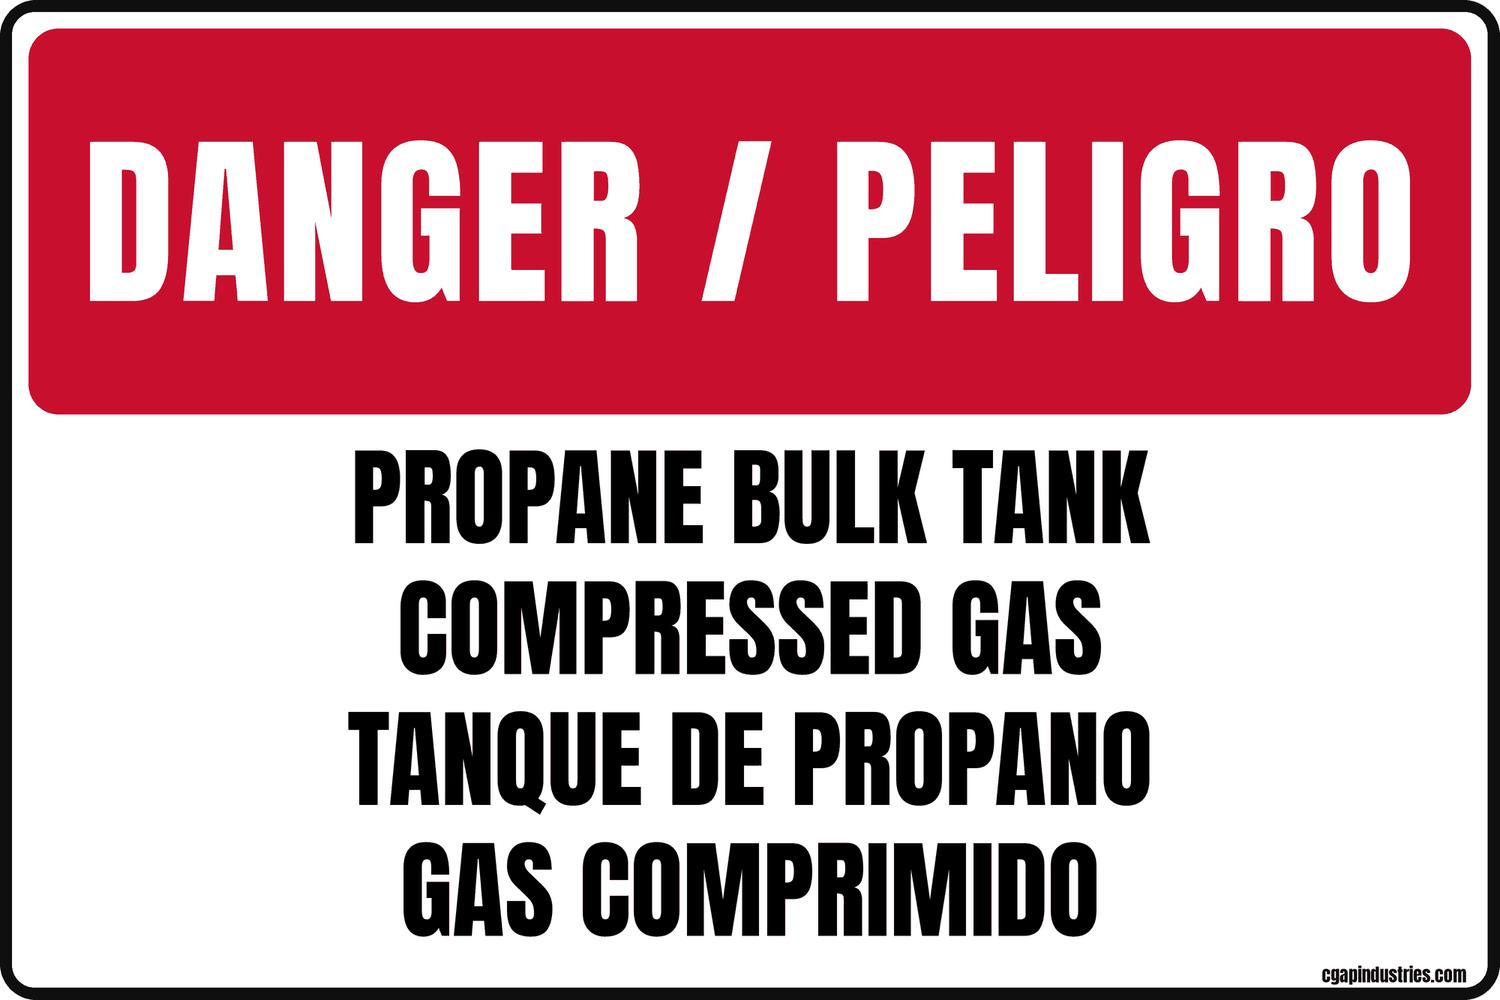 DANGER / PELIGRO
PROPANE BULK TANK
COMPRESSED GAS
TANQUE DE PROPANO
GAS COMPRIMIDO
cgapindustries.com